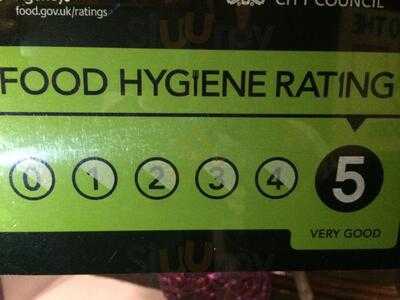 food.gov.uk/ratings
CITY COUNCIL
FOOD HYGIENE RATING
0 1 2 3 4 5
VERY GOOD